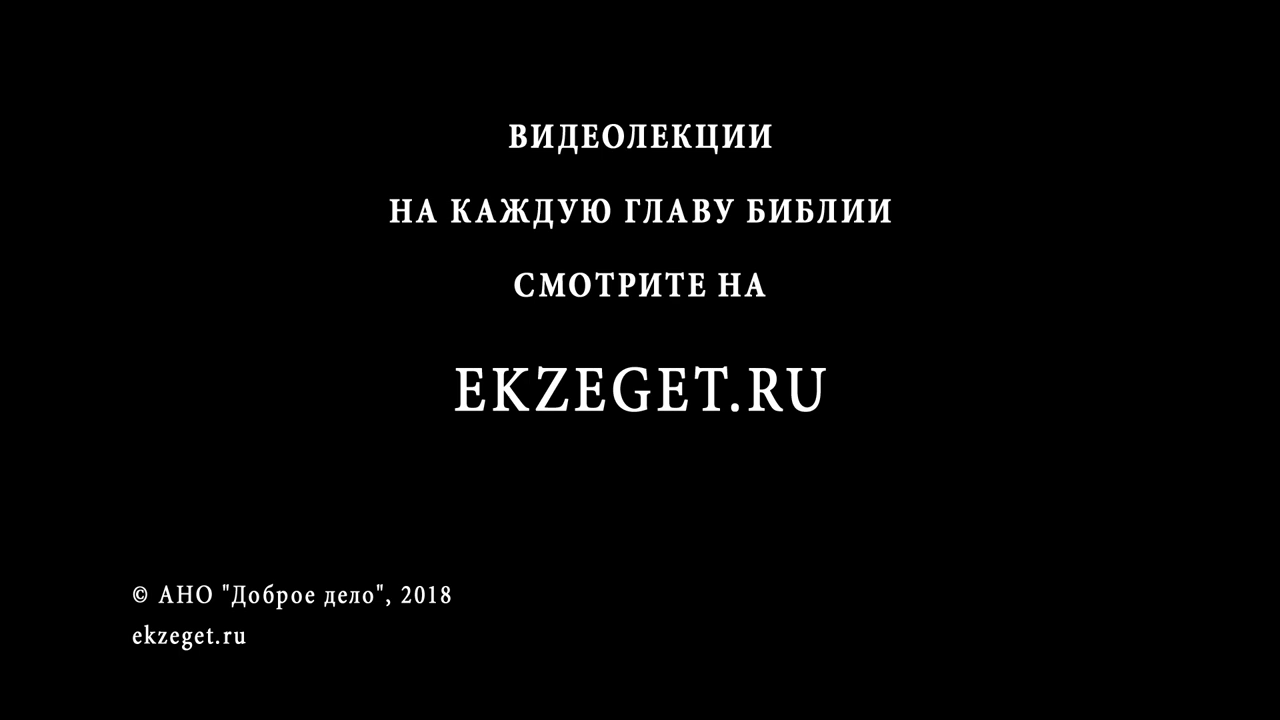 ВИДЕОЛЕКЦИИ
НА КАЖДУЮ ГЛАВУ БИБЛИИ
СМОТРИТЕ НА
EKZEGET.RU
© АНО "Доброе дело", 2018
ekzeget.ru